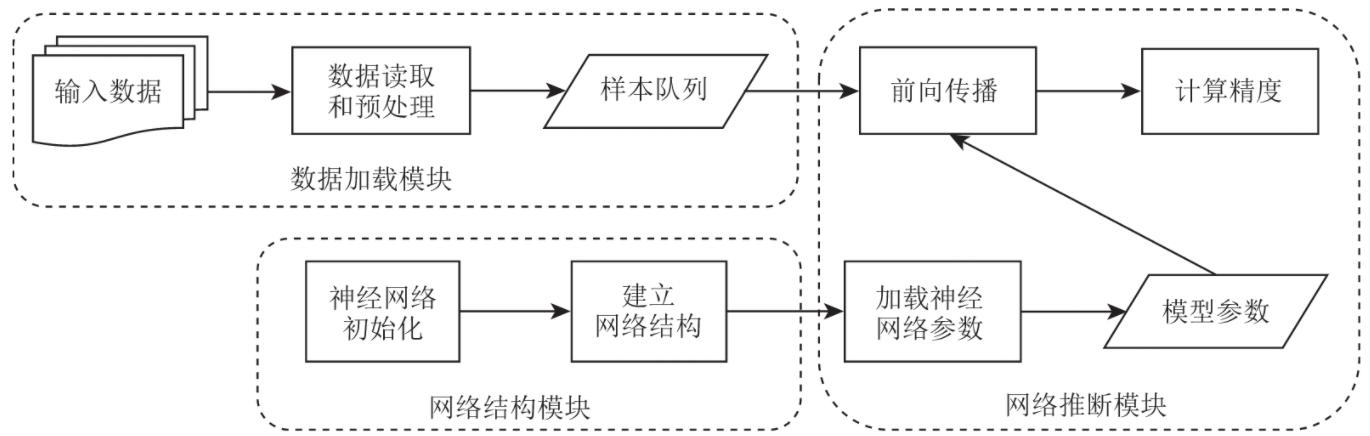 输入数据
数据读取
和预处理
样本队列
数据加载模块
神经网络
初始化
建立
网络结构
网络结构模块
前向传播
计算精度
加载神经
网络参数
模型参数
网络推断模块